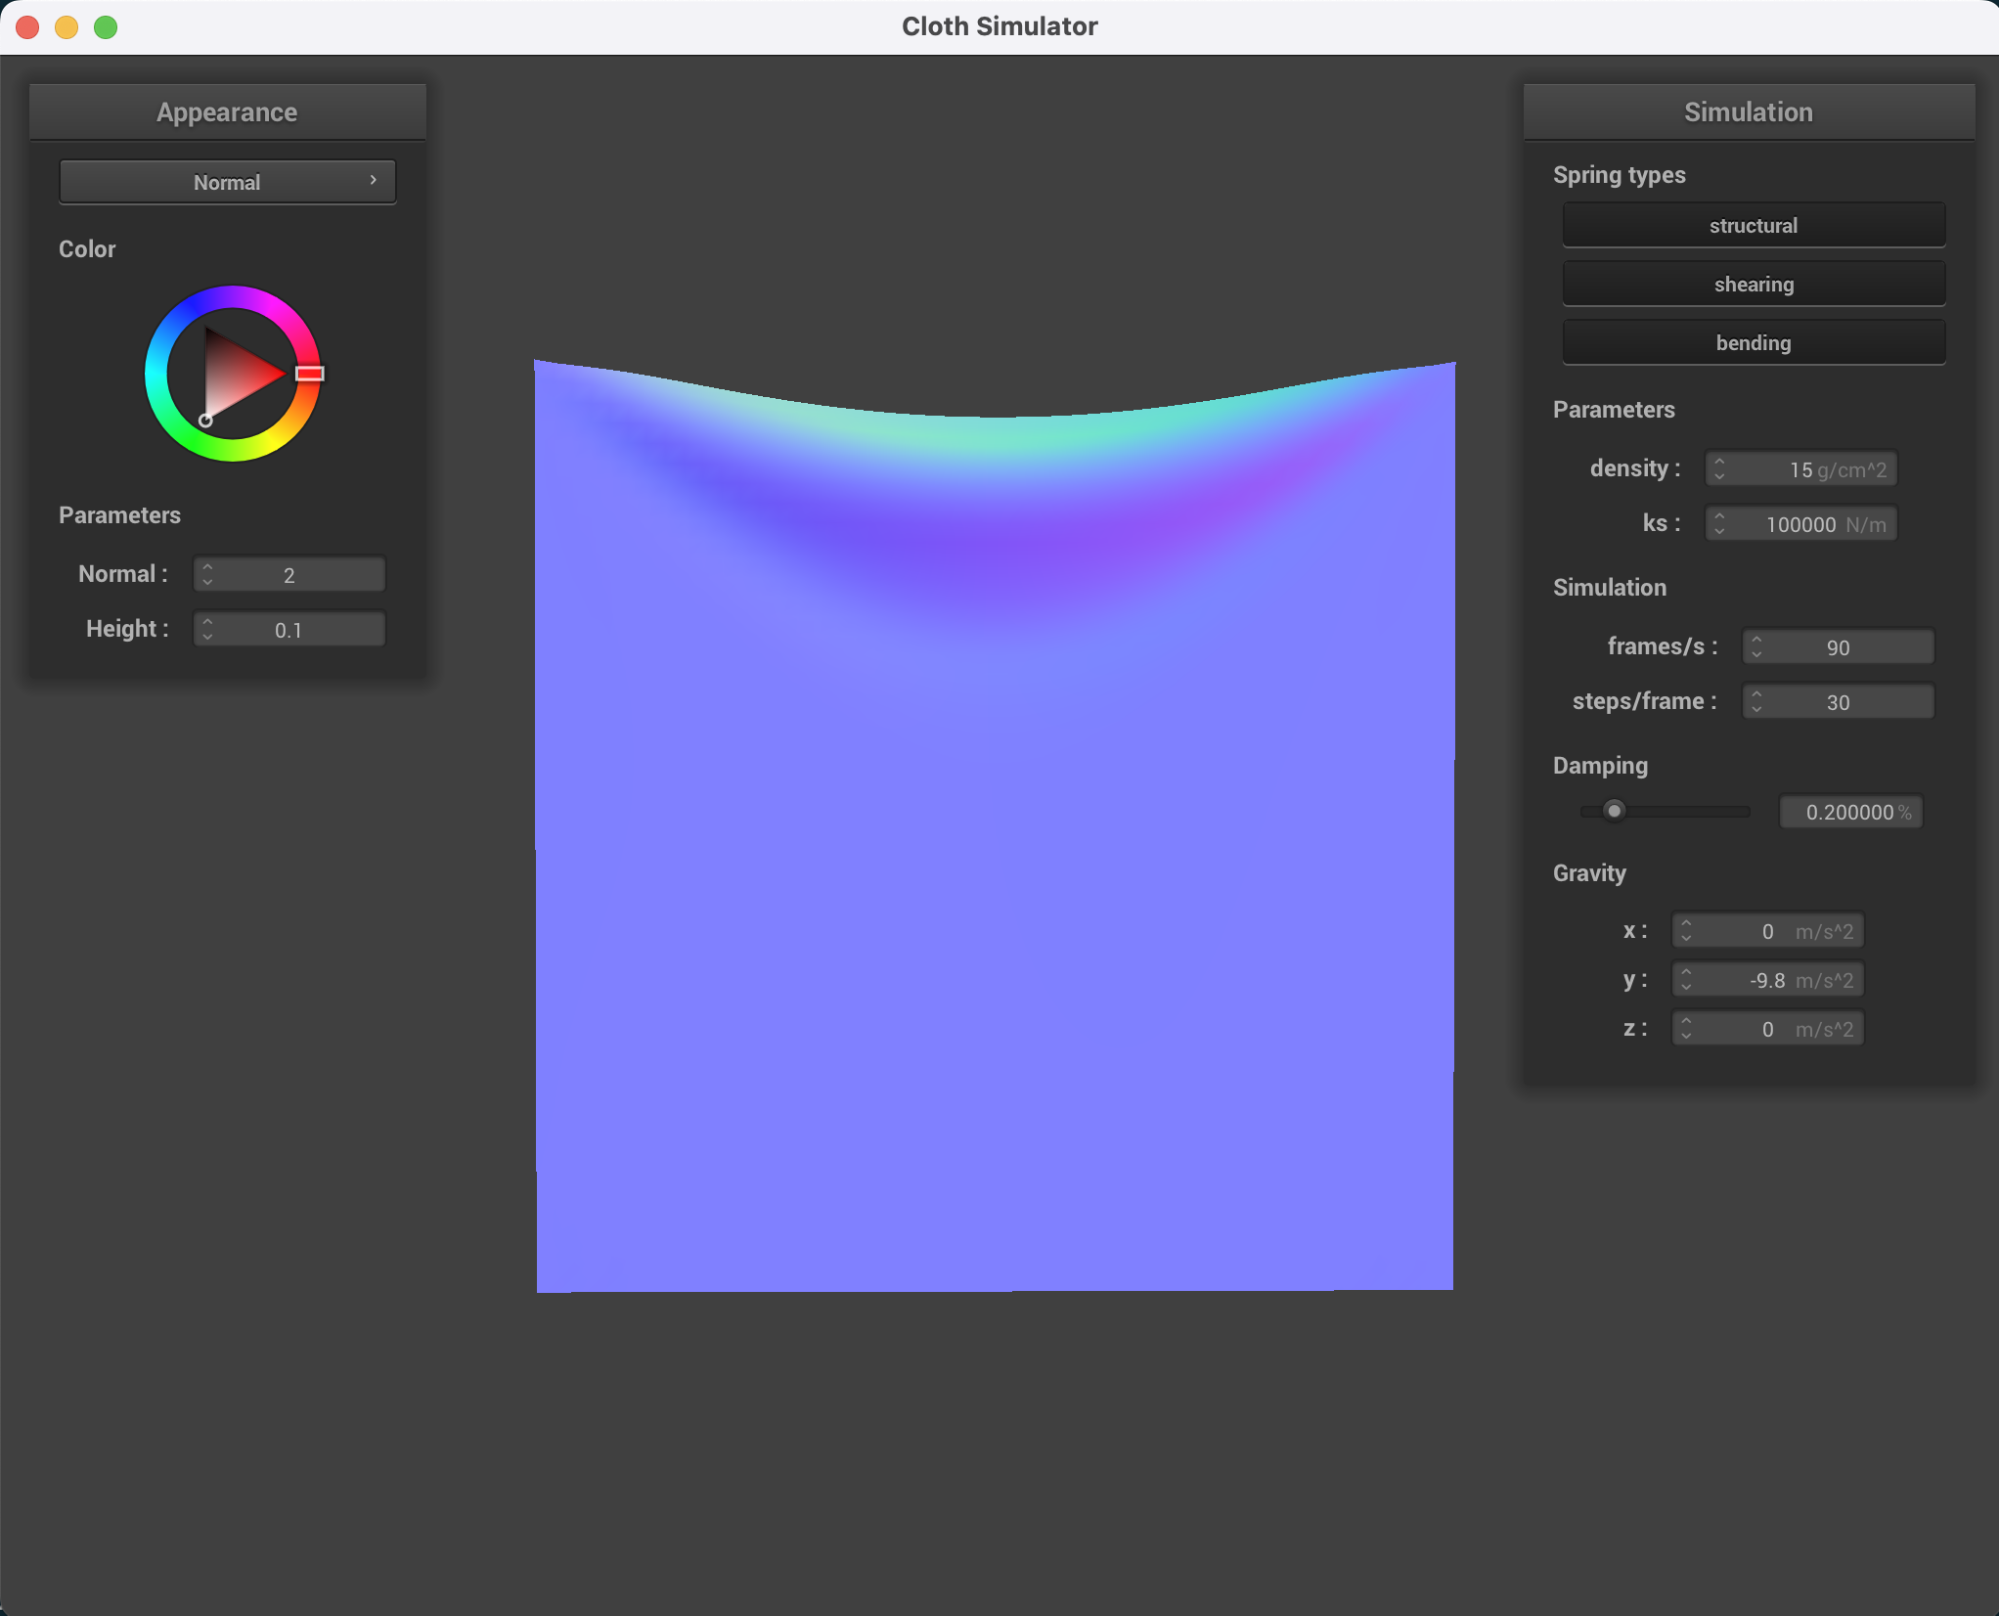 Cloth Simulator
Appearance
Normal
Color
Parameters
Normal : 2
Height : 0.1
Simulation
Spring types
structural
shearing
bending
Parameters
density : 15 g/cm^2
ks : 100000 N/m
Simulation
frames/s : 90
steps/frame : 30
Damping
0.200000 %
Gravity
x : 0 m/s^2
y : -9.8 m/s^2
z : 0 m/s^2